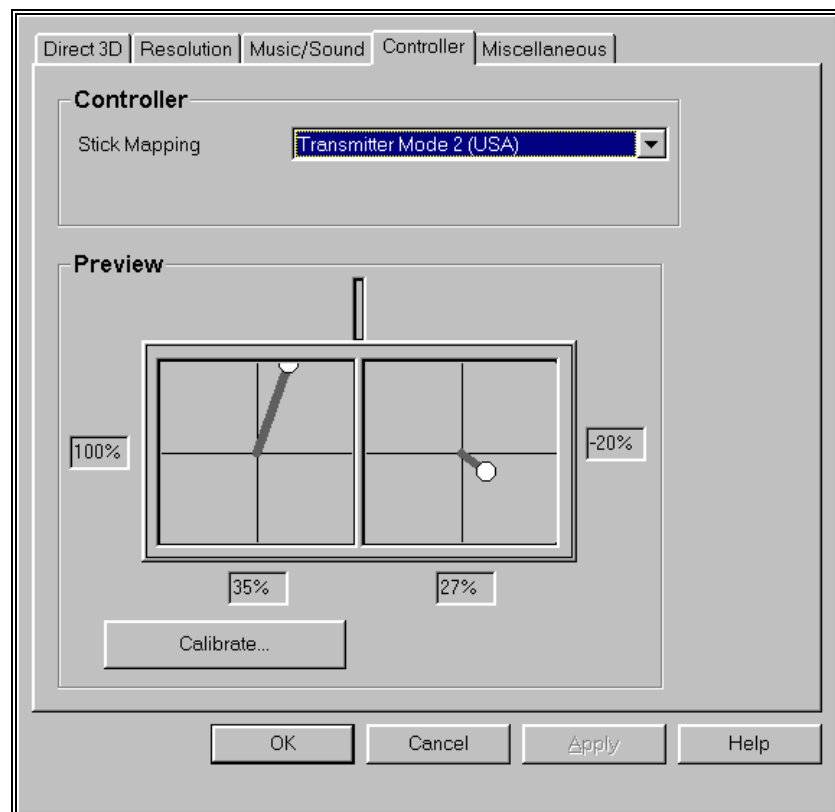 Direct 3D Resolution Music/Sound Controller Miscellaneous
Controller
Stick Mapping Transmitter Mode 2 (USA)
Preview
100% -20%
35% 27%
Calibrate...
OK Cancel Apply Help